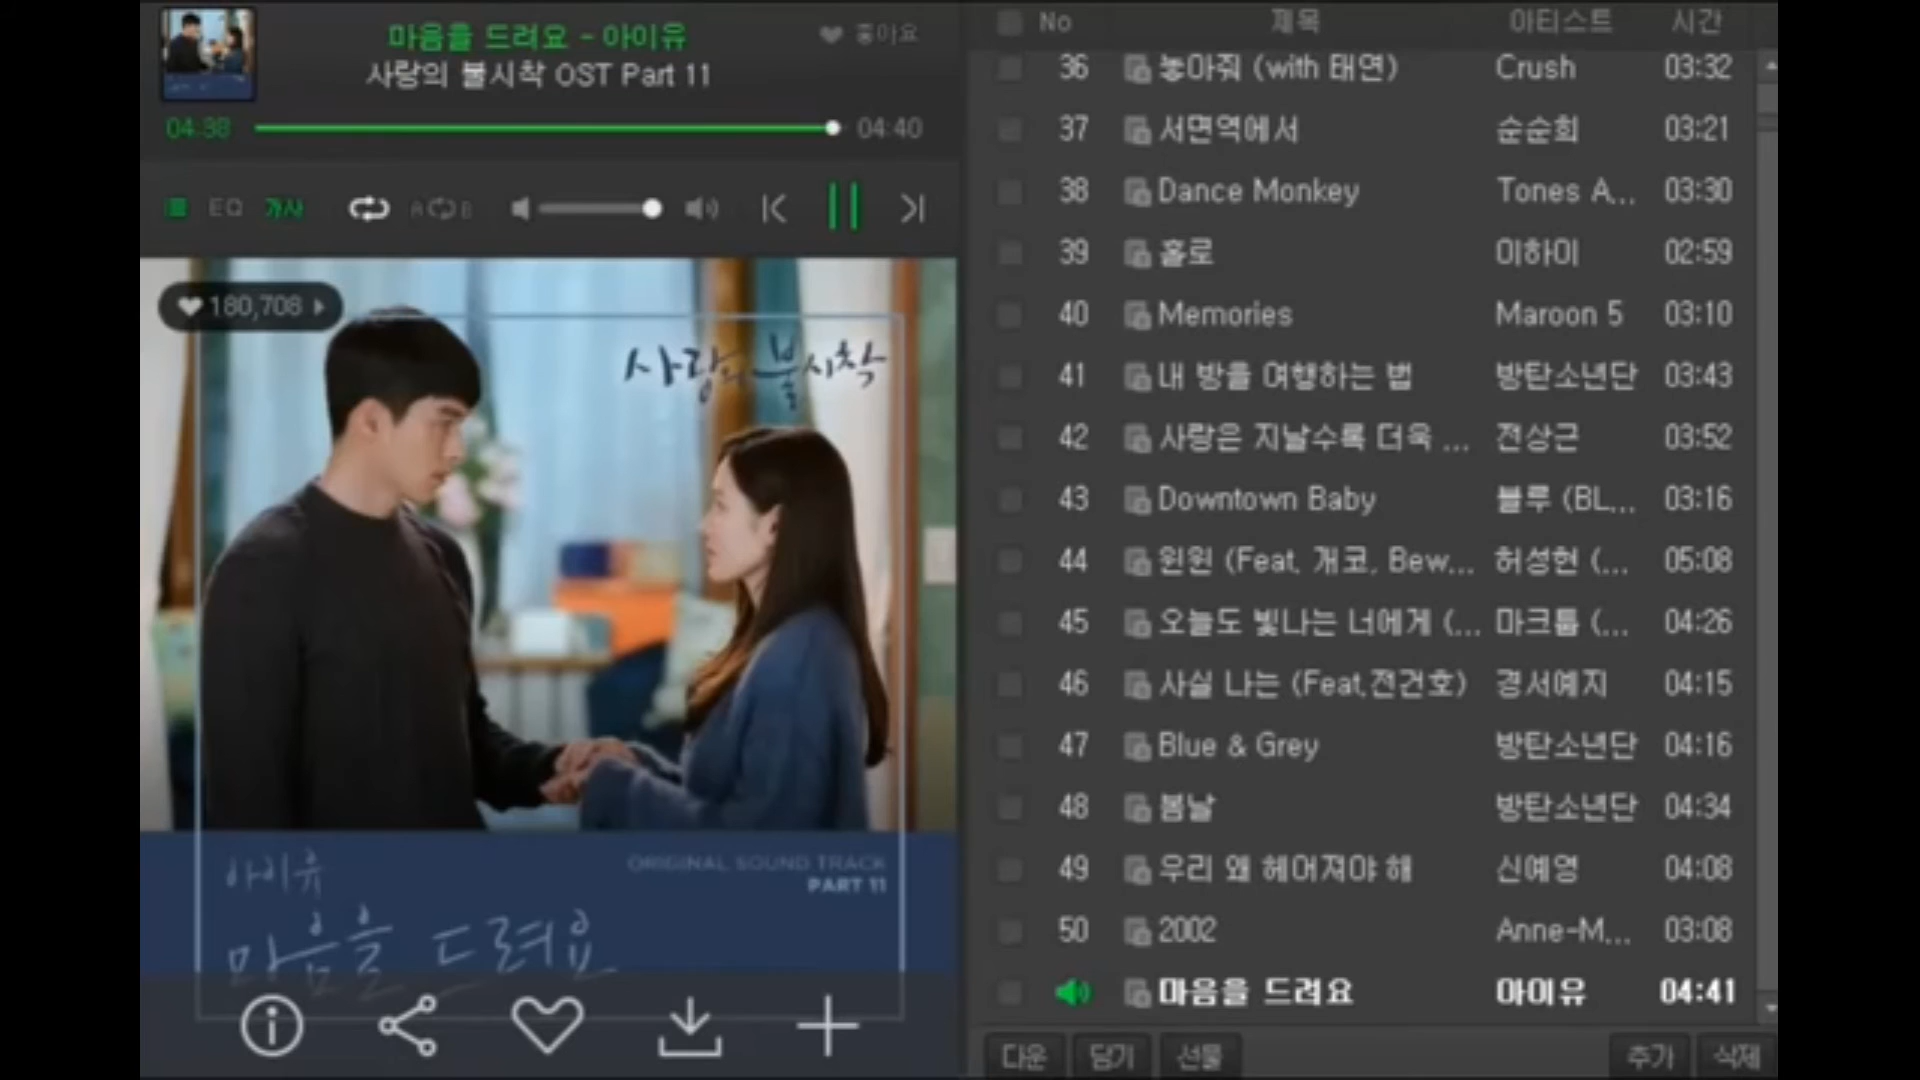 마음을 드려요 - 아이유
사랑의 불시착 OST Part 11
좋아요
04:38
04:40
EQ 가사
A B
180,708
사랑의 불시착
아이유
ORIGINAL SOUND TRACK
PART 11
마음을 드려요
No 제목 아티스트 시간
36 놓아줘 (with 태연) Crush 03:32
37 서면역에서 순순희 03:21
38 Dance Monkey Tones A... 03:30
39 홀로 이하이 02:59
40 Memories Maroon 5 03:10
41 내 방을 여행하는 법 방탄소년단 03:43
42 사랑은 지날수록 더욱 ... 전상근 03:52
43 Downtown Baby 블루 (BL... 03:16
44 윈윈 (Feat. 개코, Bew... 허성현 (... 05:08
45 오늘도 빛나는 너에게 (... 마크툽 (... 04:26
46 사실 나는 (Feat.전건호) 경서예지 04:15
47 Blue & Grey 방탄소년단 04:16
48 봄날 방탄소년단 04:34
49 우리 왜 헤어져야 해 신예영 04:08
50 2002 Anne-M... 03:08
마음을 드려요 아이유 04:41
다운 담기 선물 추가 삭제